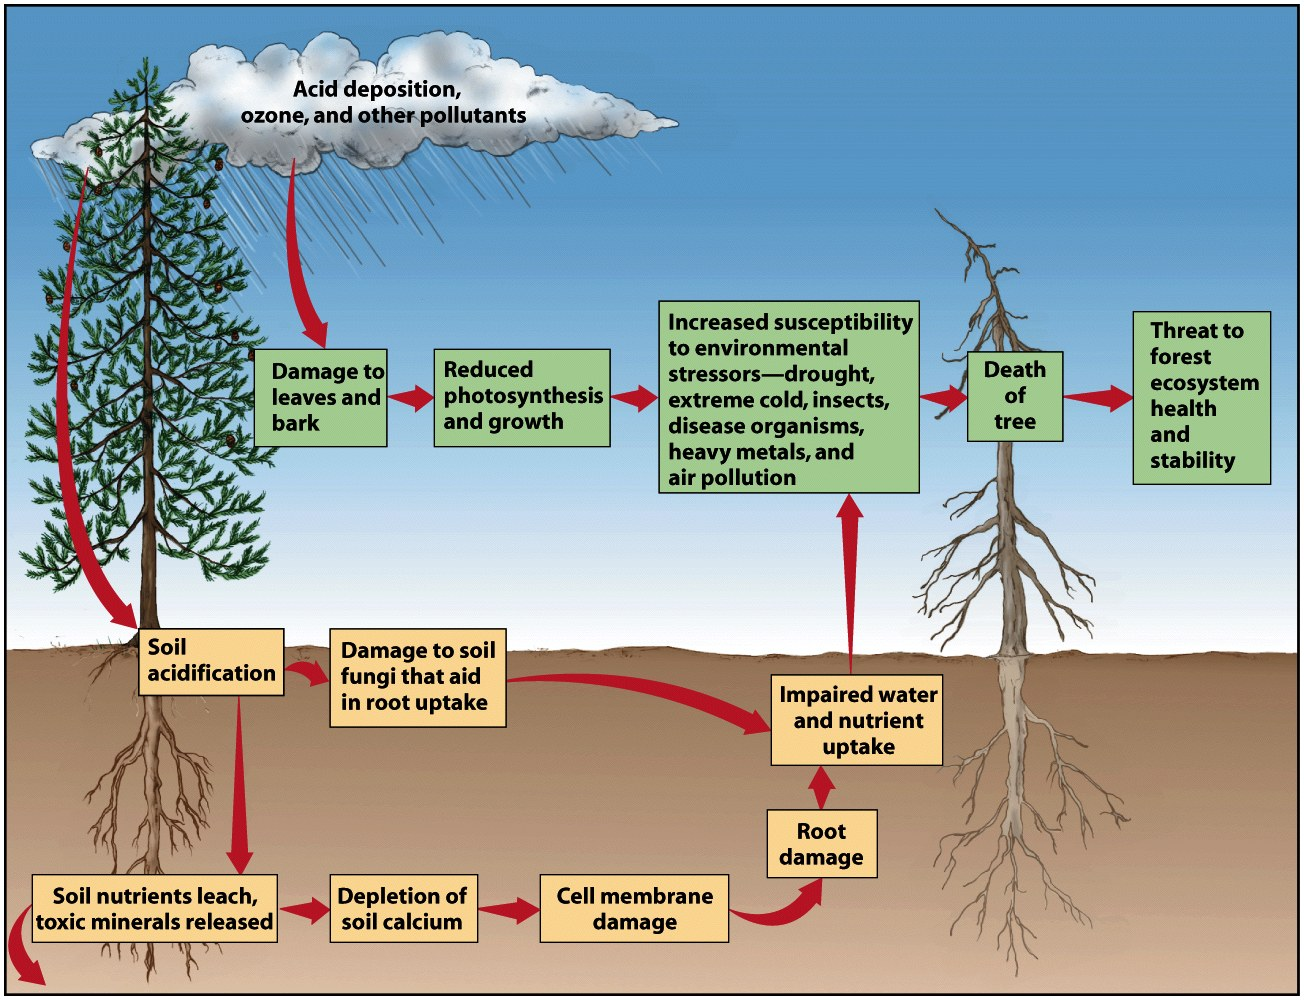 Acid deposition,
ozone, and other pollutants
Damage to
leaves and
bark
Reduced
photosynthesis
and growth
Increased susceptibility
to environmental
stressors—drought,
extreme cold, insects,
disease organisms,
heavy metals, and
air pollution
Death
of
tree
Threat to
forest
ecosystem
health
and
stability
Soil
acidification
Damage to soil
fungi that aid
in root uptake
Impaired water
and nutrient
uptake
Root
damage
Soil nutrients leach,
toxic minerals released
Depletion of
soil calcium
Cell membrane
damage